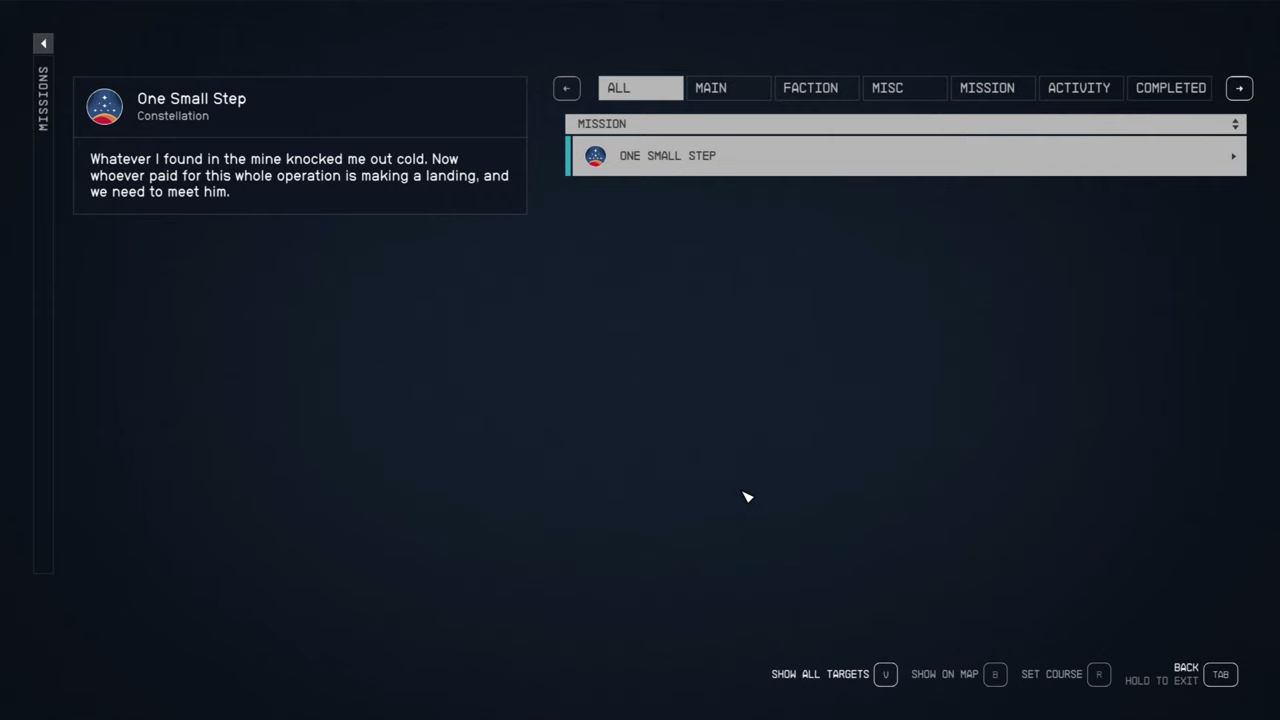 MISSIONS
One Small Step
Constellation
Whatever I found in the mine knocked me out cold. Now
whoever paid for this whole operation is making a landing, and
we need to meet him.
ALL MAIN FACTION MISC MISSION ACTIVITY COMPLETED
MISSION
ONE SMALL STEP
SHOW ALL TARGETS V SHOW ON MAP B SET COURSE R BACK TAB
HOLD TO EXIT